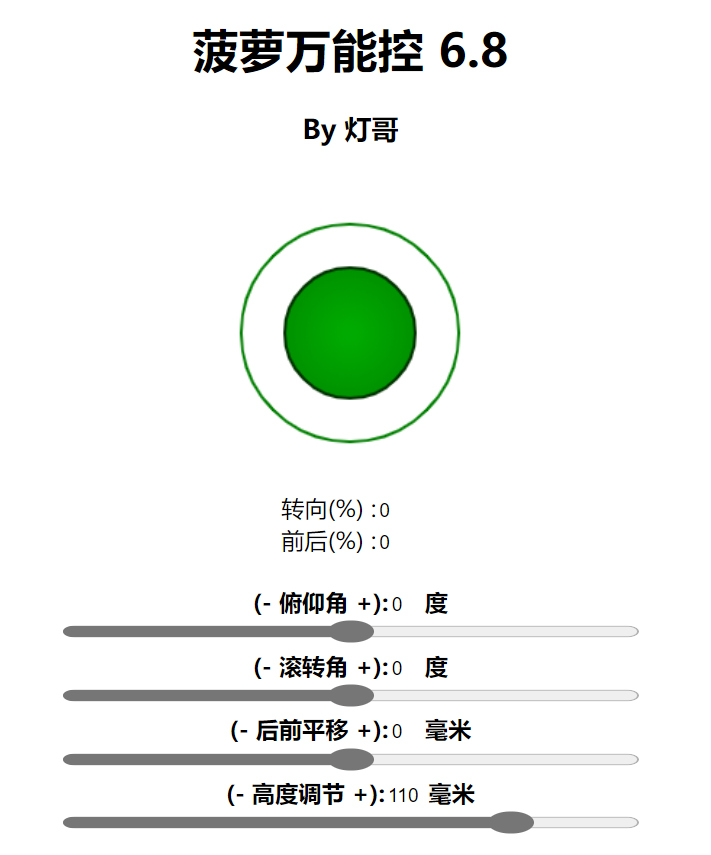 菠萝万能控 6.8
By 灯哥
转向(%) :0
前后(%) :0
(- 俯仰角 +):0 度
(- 滚转角 +):0 度
(- 后前平移 +):0 毫米
(- 高度调节 +):110 毫米